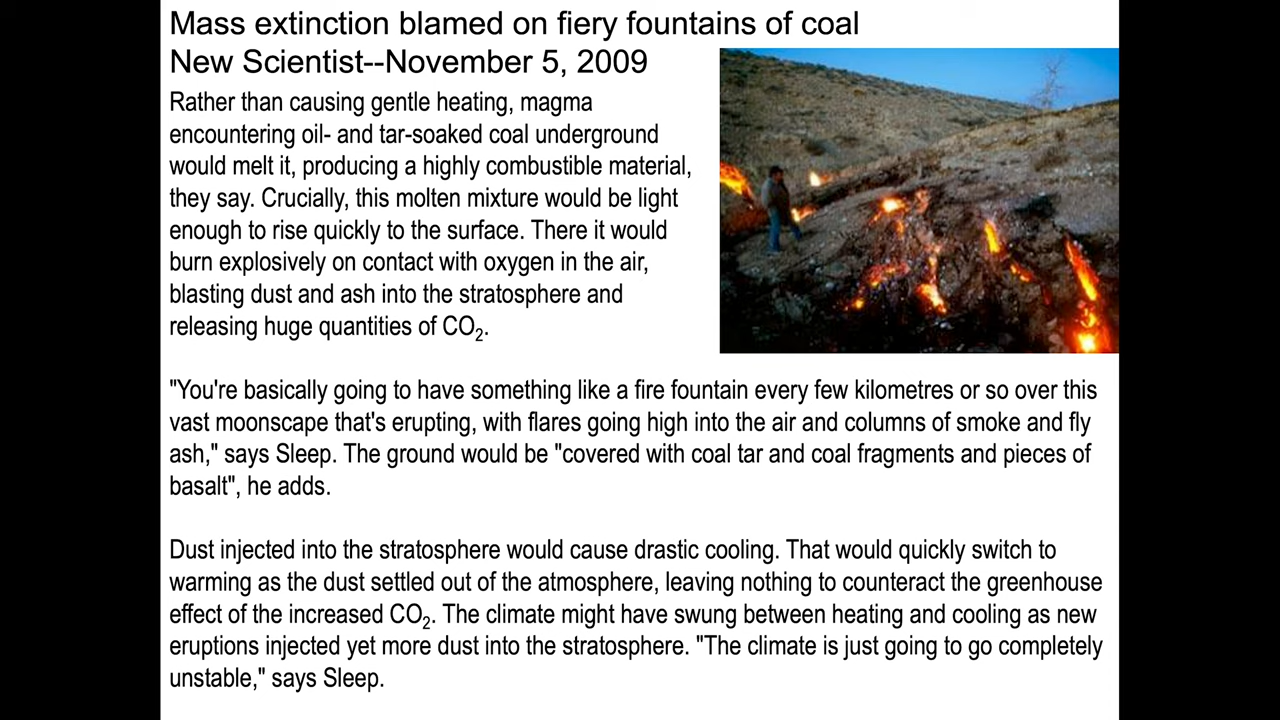 Mass extinction blamed on fiery fountains of coal
New Scientist--November 5, 2009
Rather than causing gentle heating, magma
encountering oil- and tar-soaked coal underground
would melt it, producing a highly combustible material,
they say. Crucially, this molten mixture would be light
enough to rise quickly to the surface. There it would
burn explosively on contact with oxygen in the air,
blasting dust and ash into the stratosphere and
releasing huge quantities of CO₂.
"You're basically going to have something like a fire fountain every few kilometres or so over this
vast moonscape that's erupting, with flares going high into the air and columns of smoke and fly
ash," says Sleep. The ground would be "covered with coal tar and coal fragments and pieces of
basalt", he adds.
Dust injected into the stratosphere would cause drastic cooling. That would quickly switch to
warming as the dust settled out of the atmosphere, leaving nothing to counteract the greenhouse
effect of the increased CO₂. The climate might have swung between heating and cooling as new
eruptions injected yet more dust into the stratosphere. "The climate is just going to go completely
unstable," says Sleep.